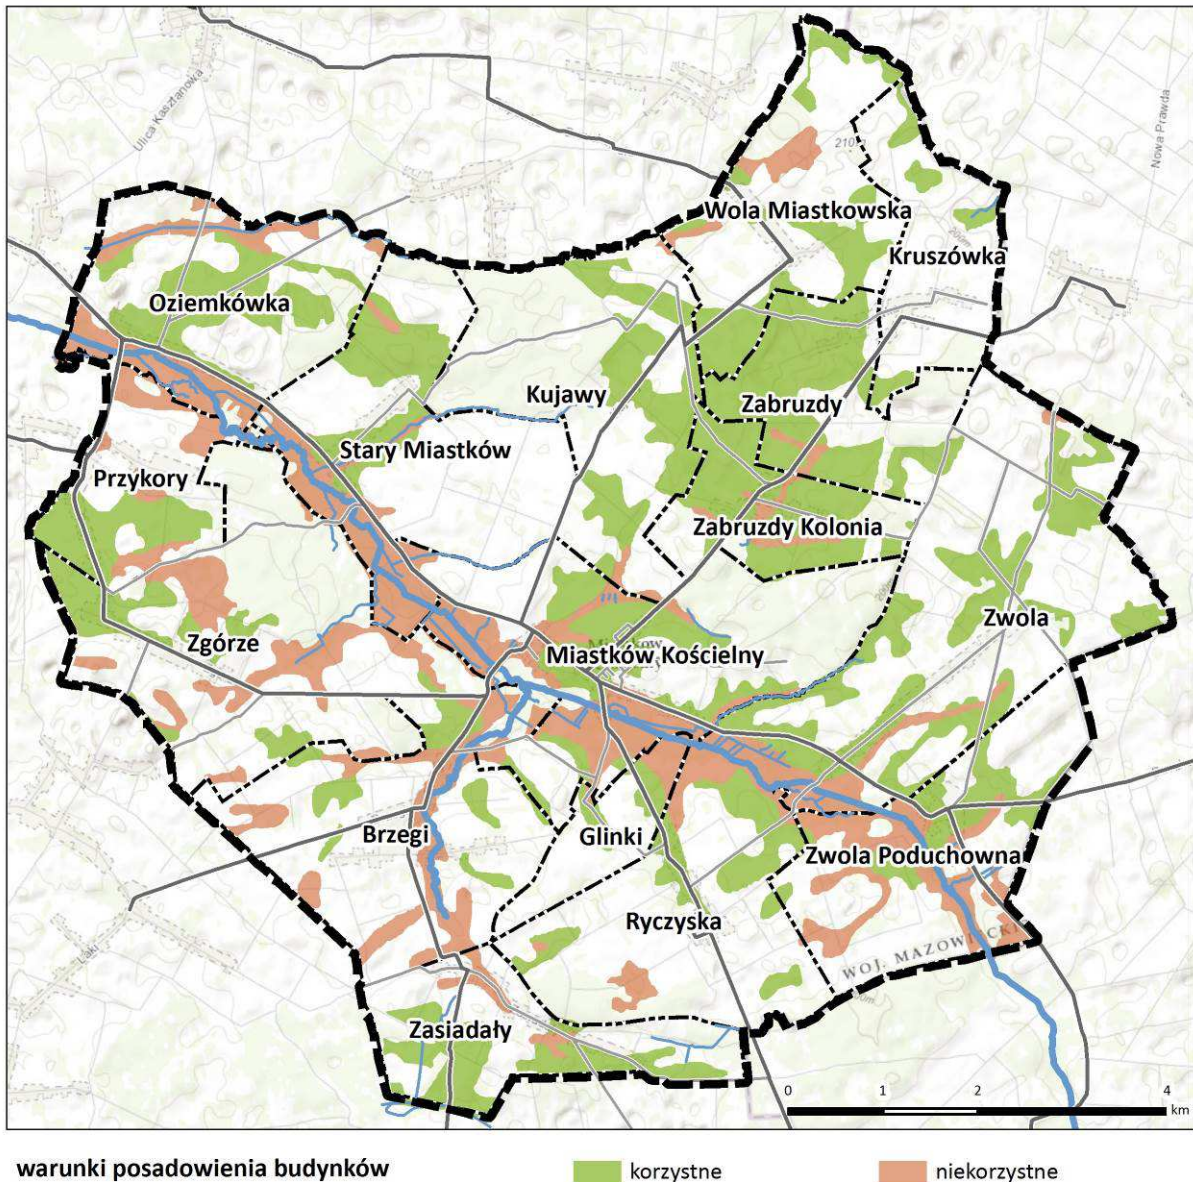 Ulica Kasztanowa
Nowa Prawda
210
Wola Miastkowska
Kruszówka
Oziemkówka
Kujawy
Zabruzdy
Stary Miastków
Przykory
Zabruzdy Kolonia
Zwola
Zgórze
Miastków Kościelny
Brzegi
Glinki
Zwola Poduchowna
Ryczyska
WOJ. MAZOWIECKI
Zasiadały
0 1 2 4
km
warunki posadowienia budynków korzystne niekorzystne